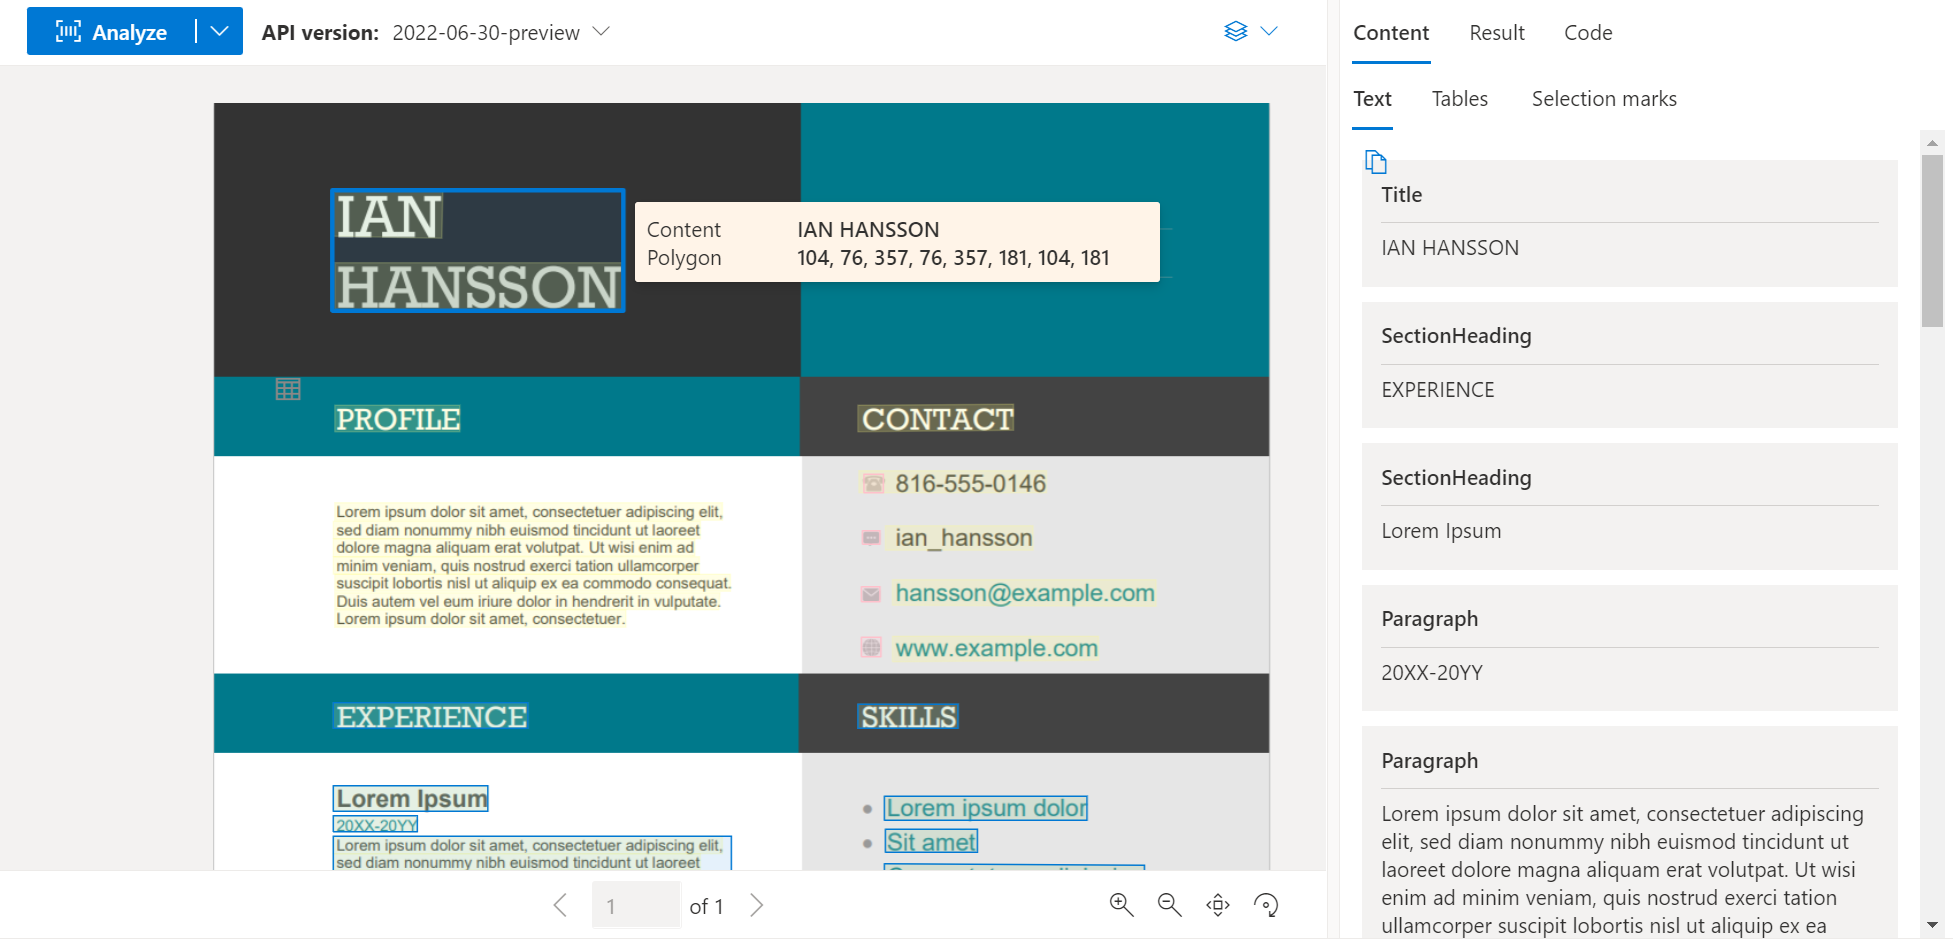 Analyze
API version: 2022-06-30-preview
IAN
HANSSON
Content IAN HANSSON
Polygon 104, 76, 357, 76, 357, 181, 104, 181
PROFILE
CONTACT
Lorem ipsum dolor sit amet, consectetuer adipiscing elit,
sed diam nonummy nibh euismod tincidunt ut laoreet
dolore magna aliquam erat volutpat. Ut wisi enim ad
minim veniam, quis nostrud exerci tation ullamcorper
suscipit lobortis nisl ut aliquip ex ea commodo consequat.
Duis autem vel eum iriure dolor in hendrerit in vulputate.
Lorem ipsum dolor sit amet, consectetuer.
816-555-0146
ian_hansson
hansson@example.com
www.example.com
EXPERIENCE
SKILLS
Lorem Ipsum
20XX-20YY
Lorem ipsum dolor sit amet, consectetuer adipiscing elit,
sed diam nonummy nibh euismod tincidunt ut laoreet
Lorem ipsum dolor
Sit amet
1 of 1
Content Result Code
Text Tables Selection marks
Title
IAN HANSSON
SectionHeading
EXPERIENCE
SectionHeading
Lorem Ipsum
Paragraph
20XX-20YY
Paragraph
Lorem ipsum dolor sit amet, consectetuer adipiscing
elit, sed diam nonummy nibh euismod tincidunt ut
laoreet dolore magna aliquam erat volutpat. Ut wisi
enim ad minim veniam, quis nostrud exerci tation
ullamcorper suscipit lobortis nisl ut aliquip ex ea